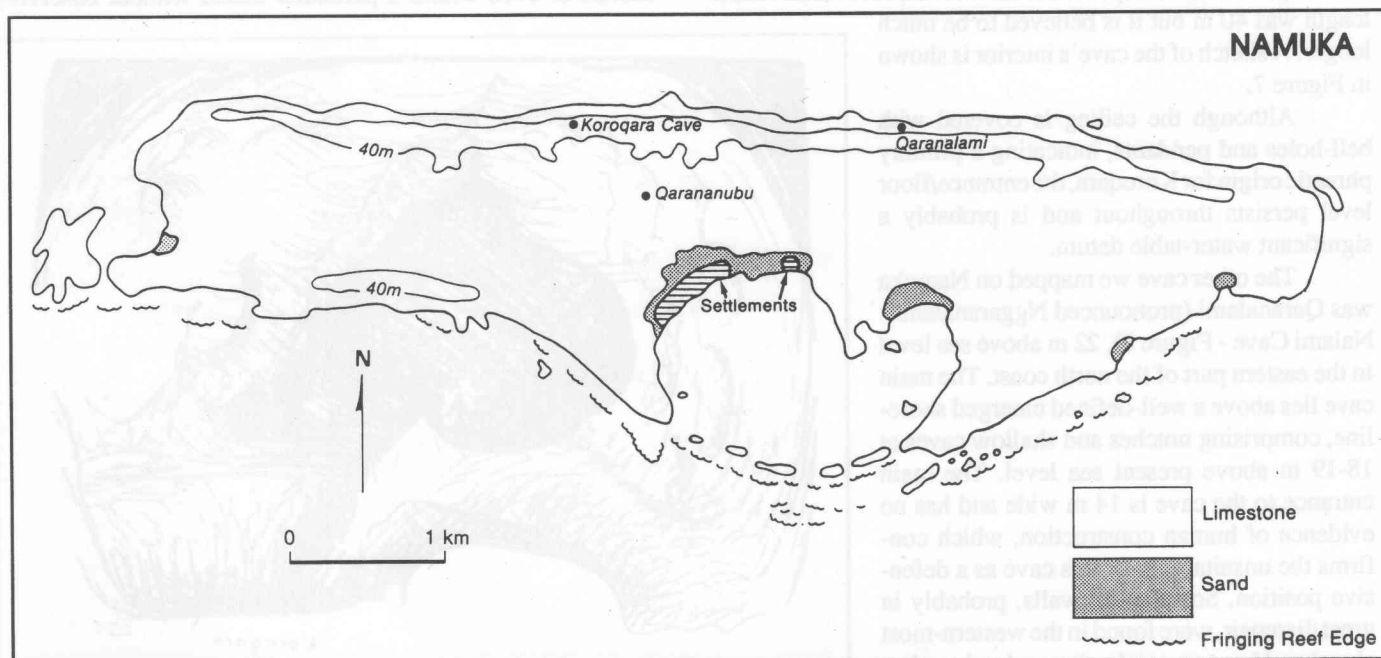 NAMUKA
Koroqara Cave
40m
Qaranalami
Qarananubu
40m
Settlements
N
0 1 km
Limestone
Sand
Fringing Reef Edge